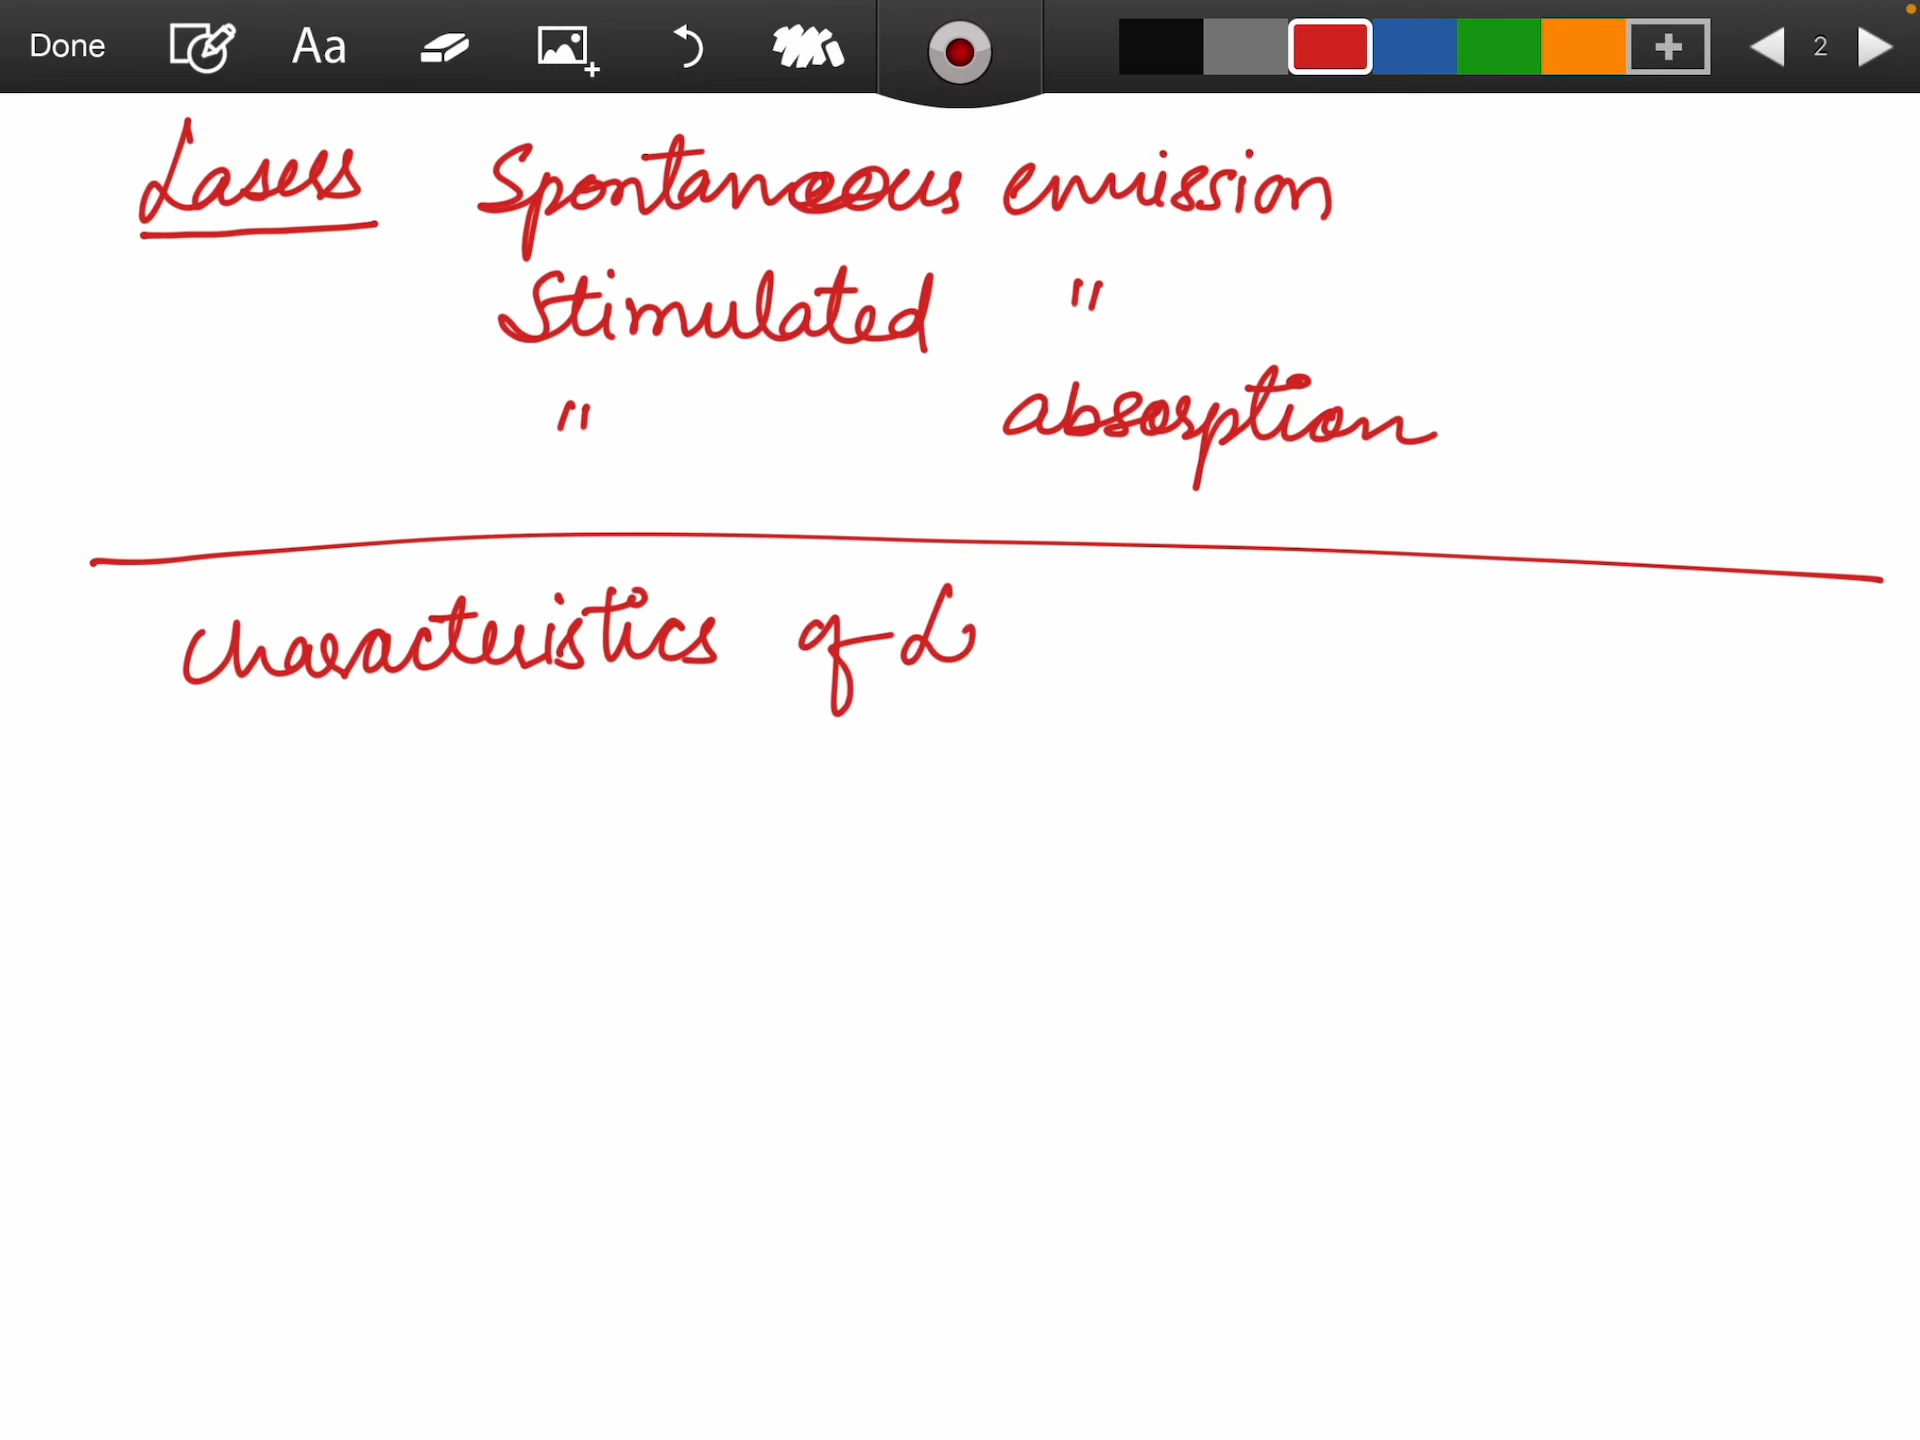 Done Aa 2
Lasers Spontaneous emission
Stimulated "
" absorption
Characteristics of L